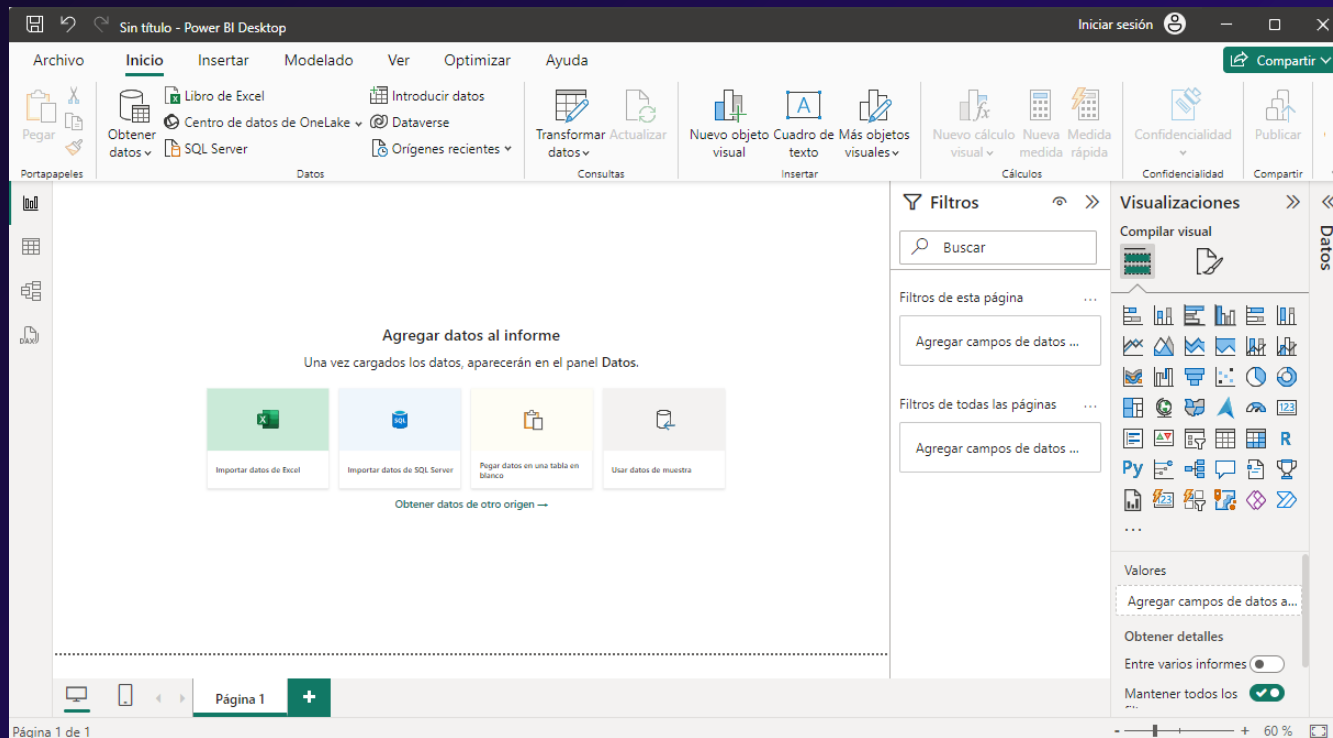 Sin título - Power BI Desktop
Iniciar sesión
Archivo Inicio Insertar Modelado Ver Optimizar Ayuda
Compartir
Pegar
Portapapeles
Obtener datos
Libro de Excel
Centro de datos de OneLake
SQL Server
Introducir datos
Dataverse
Orígenes recientes
Datos
Transformar datos
Actualizar
Consultas
Nuevo objeto visual
Cuadro de texto
Más objetos visuales
Insertar
Nuevo cálculo visual
Nueva medida
Medida rápida
Cálculos
Confidencialidad
Confidencialidad
Publicar
Compartir
DAX
Agregar datos al informe
Una vez cargados los datos, aparecerán en el panel Datos.
SQL
Importar datos de Excel
Importar datos de SQL Server
Pegar datos en una tabla en
blanco
Usar datos de muestra
Obtener datos de otro origen →
Filtros
Buscar
Filtros de esta página ...
Agregar campos de datos ...
Filtros de todas las páginas ...
Agregar campos de datos ...
Visualizaciones
Compilar visual
123
R
Py
123
...
Valores
Agregar campos de datos a...
Obtener detalles
Entre varios informes
Mantener todos los
Datos
Página 1
+
Página 1 de 1
- + 60 %